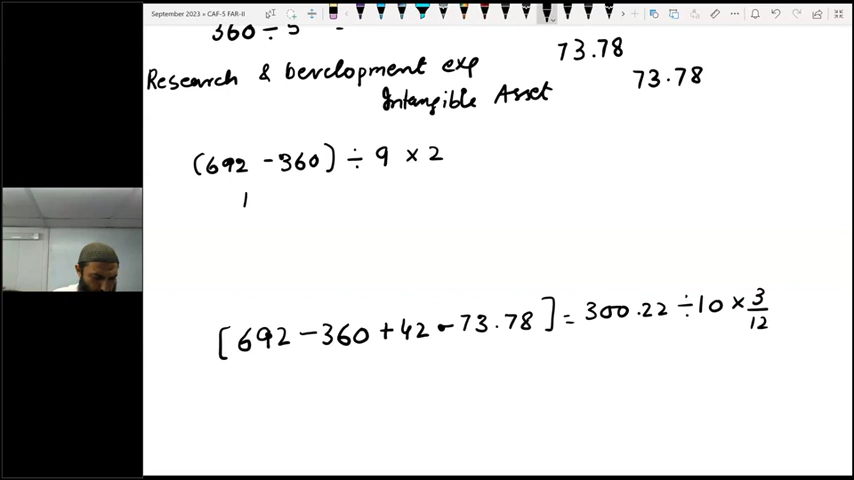 September 2023 » CAF-5 FAR-II
360 ÷ 5 =
Research & Bevclopment exp 73.78
Intangible Asset 73.78
(692 - 360) ÷ 9 × 2
1
[692 - 360 + 42 - 73.78] = 300.22 ÷ 10 × 3/12